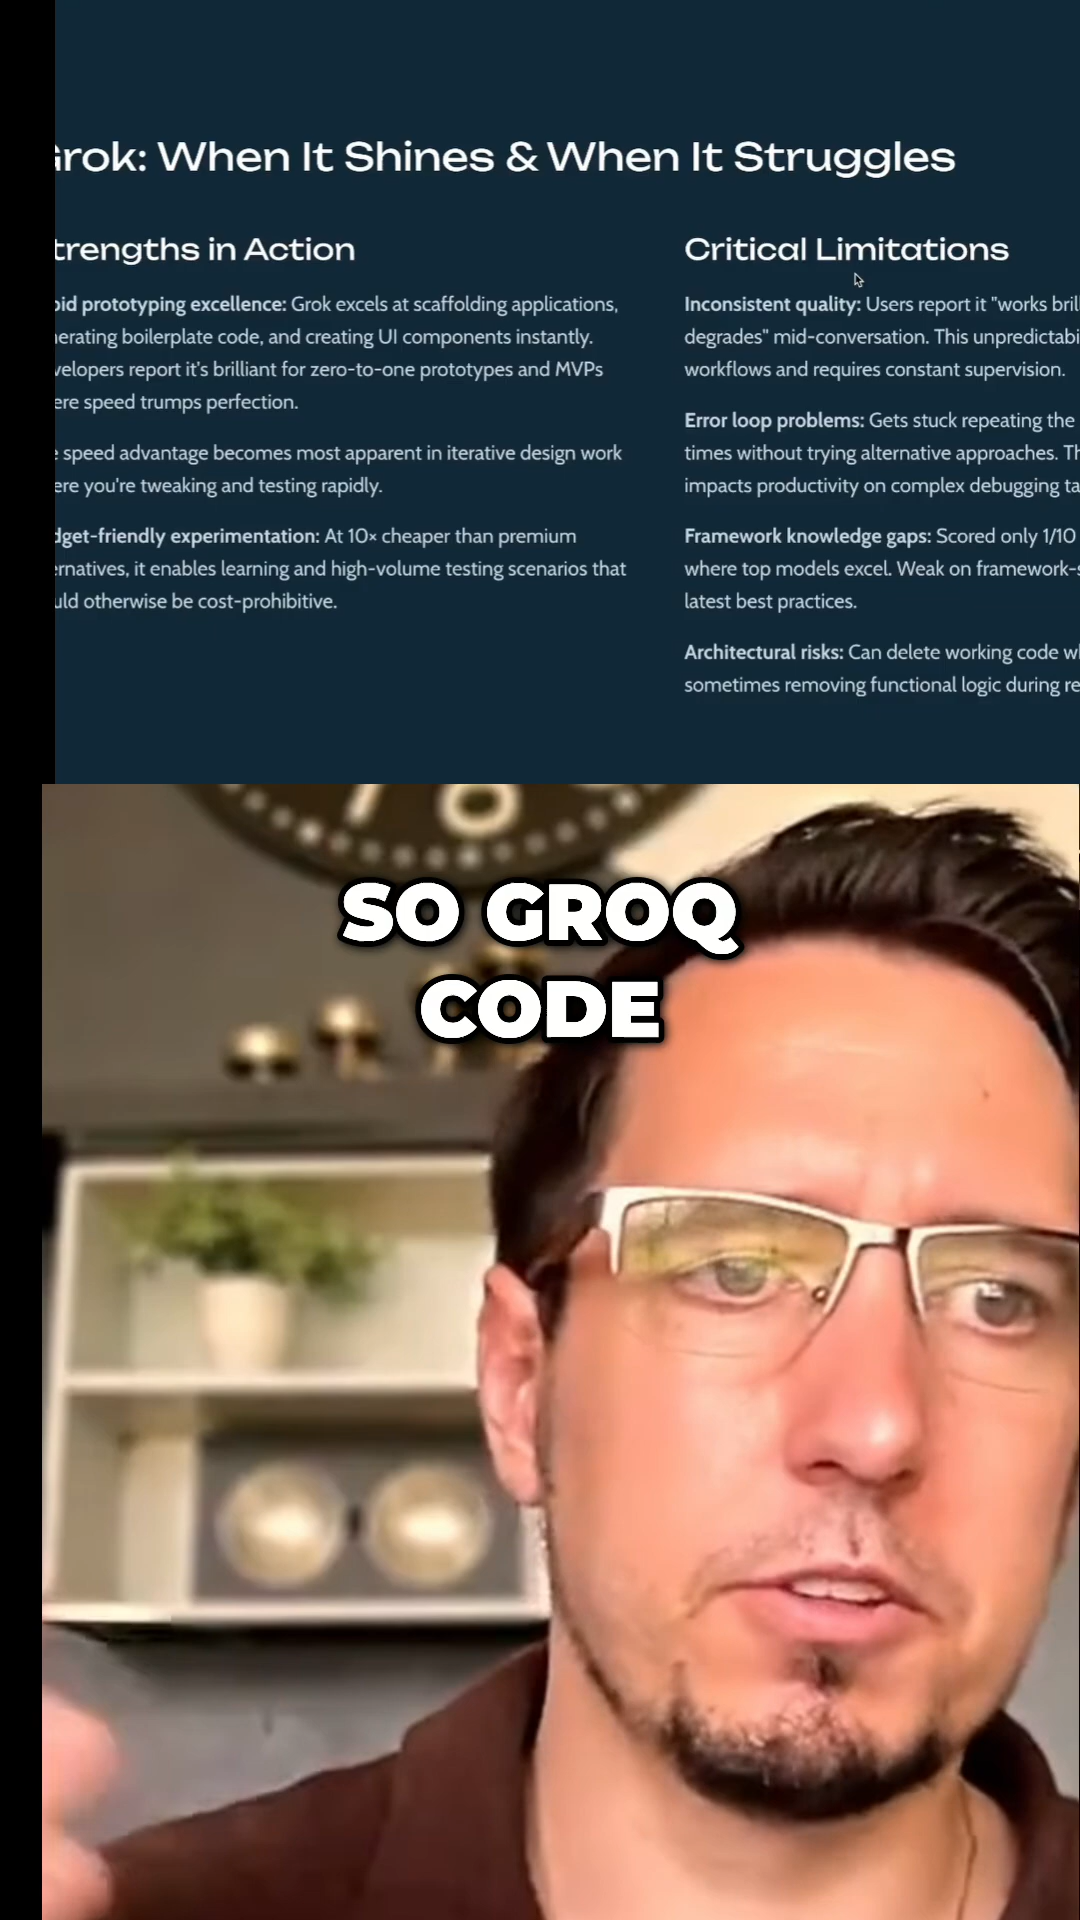 Grok: When It Shines & When It Struggles
trengths in Action
pid prototyping excellence: Grok excels at scaffolding applications,
nerating boilerplate code, and creating UI components instantly.
velopers report it's brilliant for zero-to-one prototypes and MVPs
ere speed trumps perfection.
e speed advantage becomes most apparent in iterative design work
ere you're tweaking and testing rapidly.
dget-friendly experimentation: At 10× cheaper than premium
ernatives, it enables learning and high-volume testing scenarios that
uld otherwise be cost-prohibitive.
Critical Limitations
Inconsistent quality: Users report it "works bril
degrades" mid-conversation. This unpredictabi
workflows and requires constant supervision.
Error loop problems: Gets stuck repeating the
times without trying alternative approaches. Th
impacts productivity on complex debugging ta
Framework knowledge gaps: Scored only 1/10
where top models excel. Weak on framework-s
latest best practices.
Architectural risks: Can delete working code wh
sometimes removing functional logic during re
SO GROQ
CODE